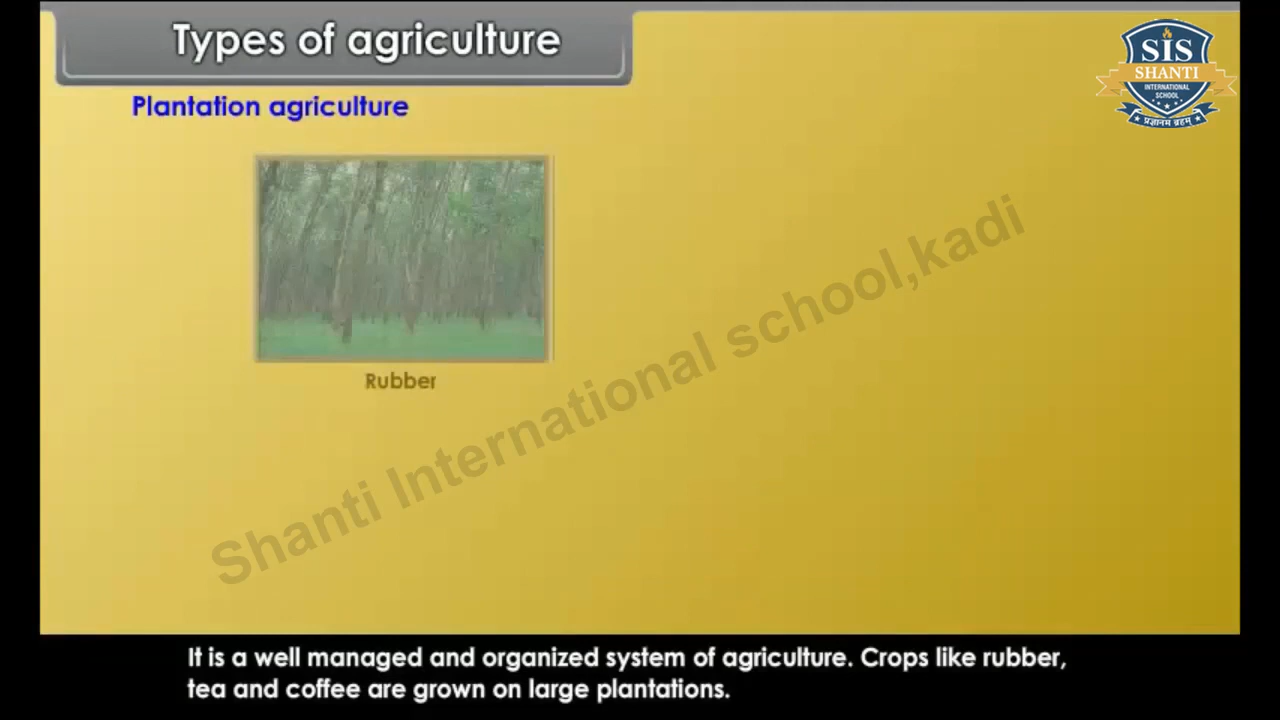 Types of agriculture
SIS
SHANTI
INTERNATIONAL
SCHOOL
प्रज्ञानम ब्रहम्
Plantation agriculture
Rubber
Shanti International school,kadi
It is a well managed and organized system of agriculture. Crops like rubber,
tea and coffee are grown on large plantations.